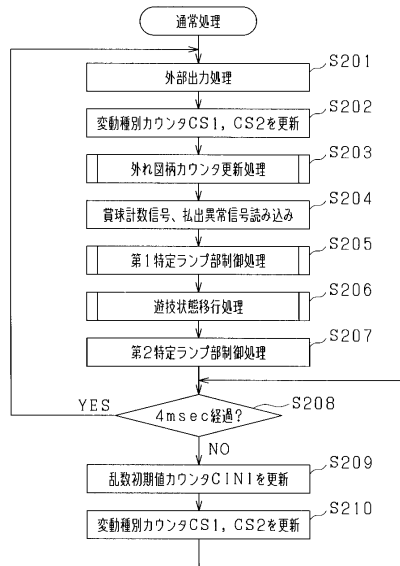 通常処理
外部出力処理
S201
変動種別カウンタCS1，CS2を更新
S202
外れ図柄カウンタ更新処理
S203
賞球計数信号、払出異常信号読み込み
S204
第1特定ランプ部制御処理
S205
遊技状態移行処理
S206
第2特定ランプ部制御処理
S207
4msec経過?
S208
YES
NO
乱数初期値カウンタCINIを更新
S209
変動種別カウンタCS1，CS2を更新
S210